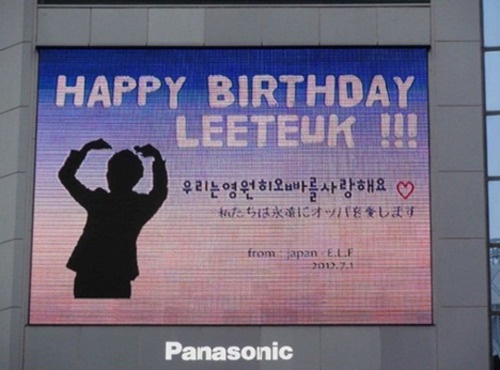 HAPPY BIRTHDAY
LEETEUK !!!
우리는영원히오빠를사랑해요♡
私たちは永遠にオッパを愛します
from : japan E.L.F
2012.7.1
Panasonic